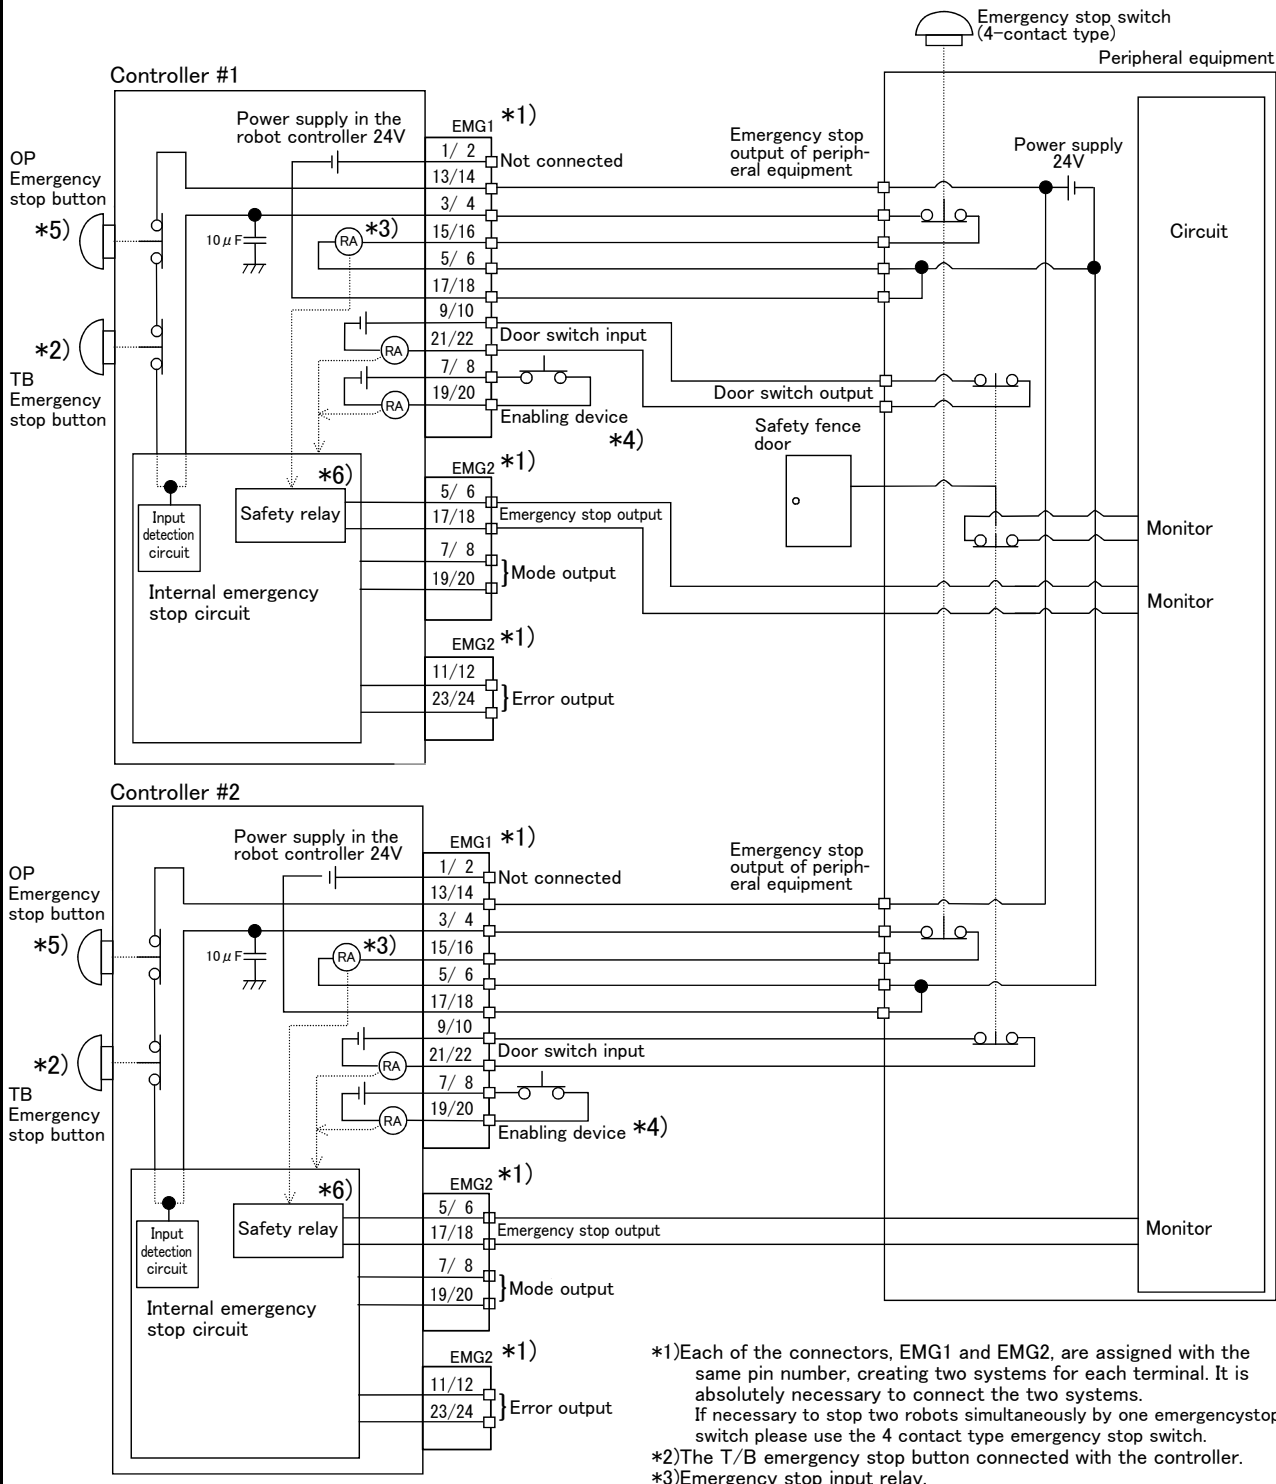 Emergency stop switch
(4-contact type)
Peripheral equipment
Controller #1
Power supply in the
robot controller 24V
EMG1 *1)
OP
Emergency
stop button
*5)
10μF
RA
*3)
*2)
TB
Emergency
stop button
RA
RA
1/ 2
13/14
3/ 4
15/16
5/ 6
17/18
9/10
21/22
7/ 8
19/20
Not connected
Door switch input
Enabling device
*4)
Emergency stop
output of periph-
eral equipment
Power supply
24V
Circuit
Door switch output
Safety fence
door
Monitor
Monitor
*6)
Safety relay
Input
detection
circuit
Internal emergency
stop circuit
EMG2 *1)
5/ 6
17/18
7/ 8
19/20
Emergency stop output
}Mode output
EMG2 *1)
11/12
23/24
}Error output
Controller #2
Power supply in the
robot controller 24V
EMG1 *1)
OP
Emergency
stop button
*5)
10μF
RA
*3)
*2)
TB
Emergency
stop button
RA
RA
1/ 2
13/14
3/ 4
15/16
5/ 6
17/18
9/10
21/22
7/ 8
19/20
Not connected
Door switch input
Enabling device *4)
Emergency stop
output of periph-
eral equipment
*6)
Safety relay
Input
detection
circuit
Internal emergency
stop circuit
EMG2 *1)
5/ 6
17/18
7/ 8
19/20
Emergency stop output
}Mode output
Monitor
EMG2 *1)
11/12
23/24
}Error output
*1)Each of the connectors, EMG1 and EMG2, are assigned with the
same pin number, creating two systems for each terminal. It is
absolutely necessary to connect the two systems.
If necessary to stop two robots simultaneously by one emergencystop
switch please use the 4 contact type emergency stop switch.
*2)The T/B emergency stop button connected with the controller.
*3)Emergency stop input relay.